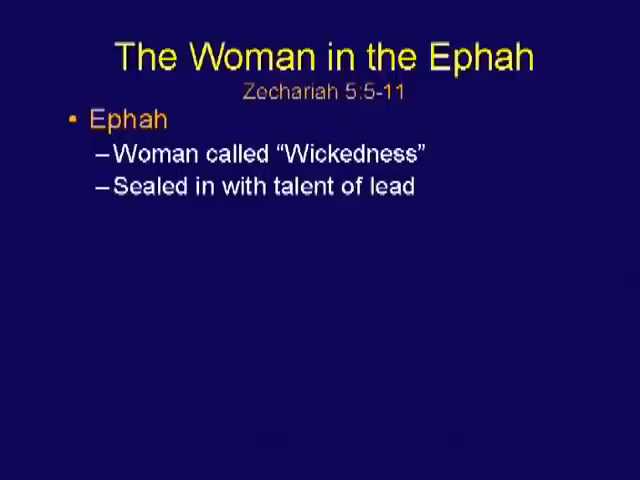 The Woman in the Ephah
Zechariah 5:5-11
• Ephah
–Woman called “Wickedness”
–Sealed in with talent of lead